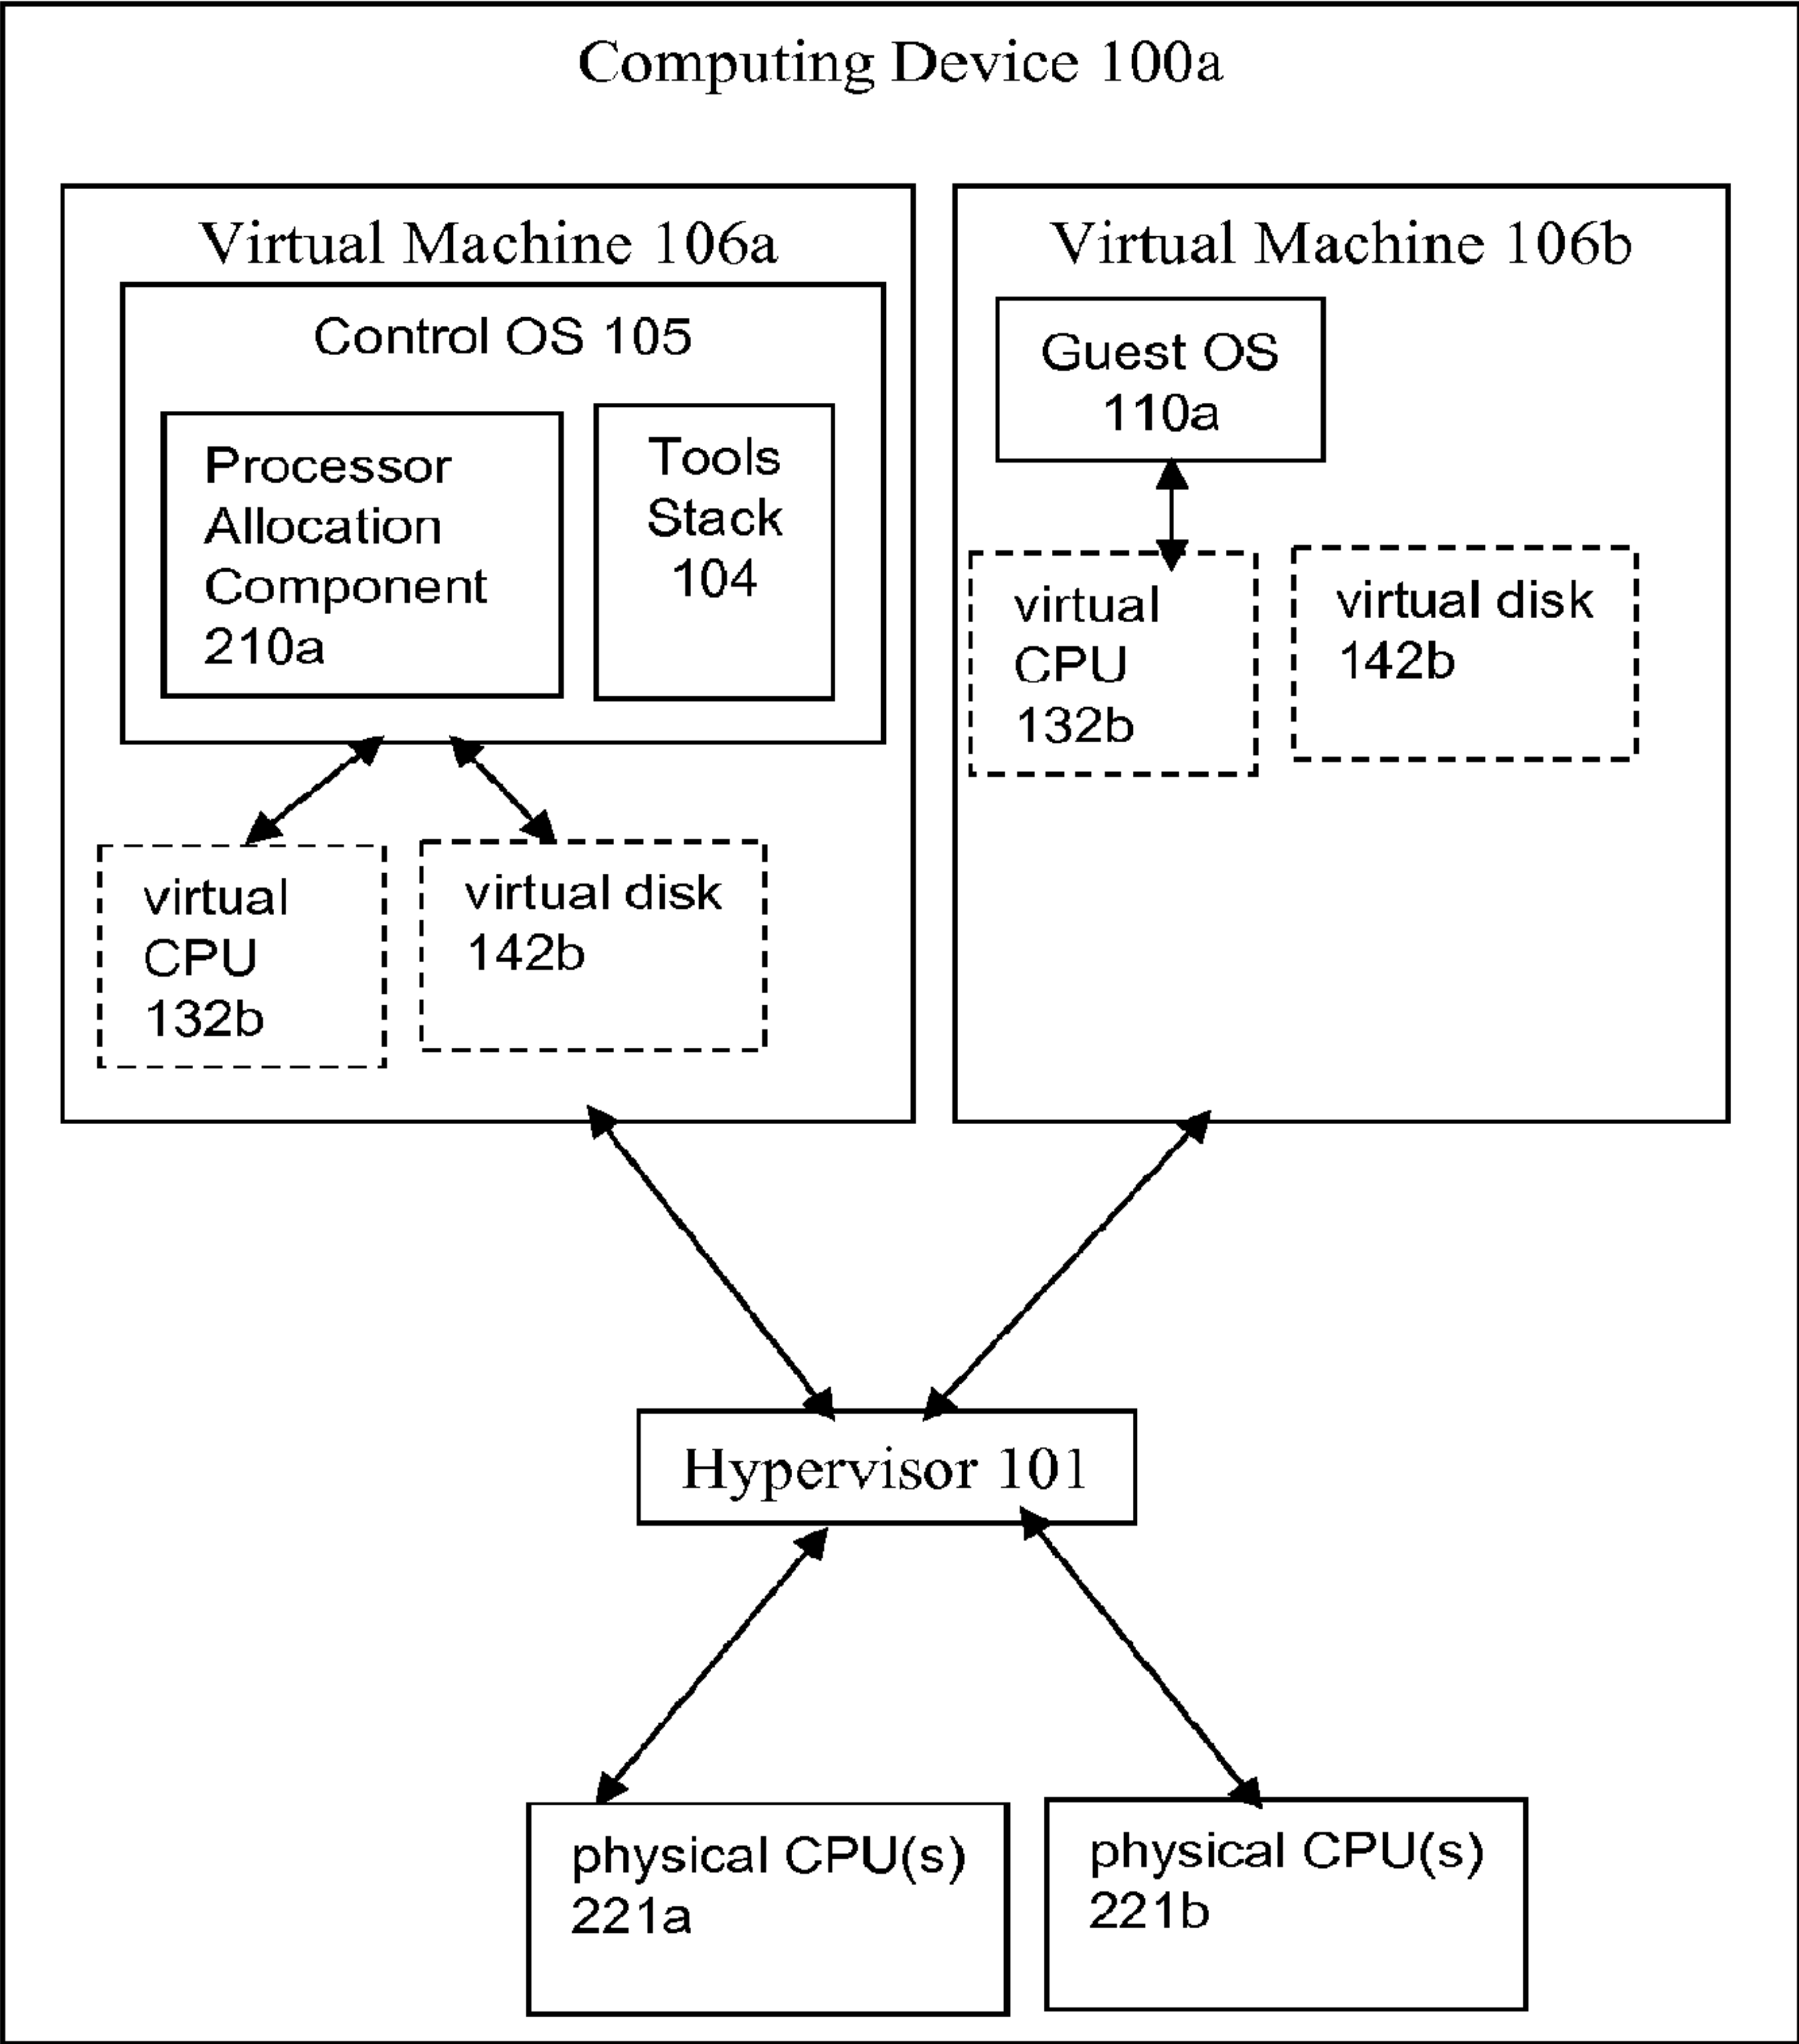 Computing Device 100a
Virtual Machine 106a
Control OS 105
Processor
Allocation
Component
210a
Tools
Stack
104
virtual
CPU
132b
virtual disk
142b
Virtual Machine 106b
Guest OS
110a
virtual
CPU
132b
virtual disk
142b
Hypervisor 101
physical CPU(s)
221a
physical CPU(s)
221b